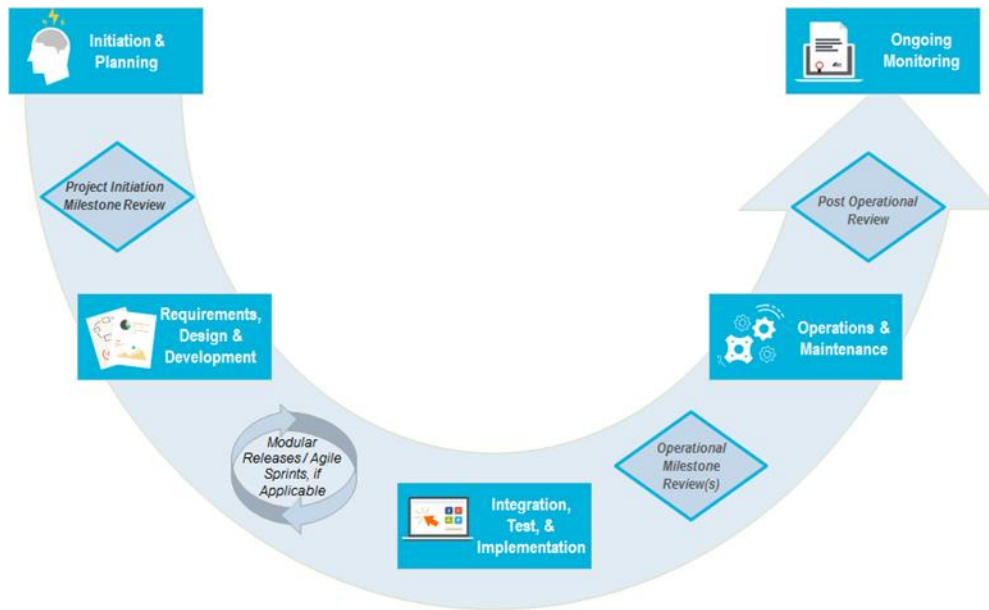 Initiation &
Planning
Project Initiation
Milestone Review
Requirements,
Design &
Development
Modular
Releases / Agile
Sprints, if
Applicable
Integration,
Test, &
Implementation
Operational
Milestone
Review(s)
Operations &
Maintenance
Post Operational
Review
Ongoing
Monitoring